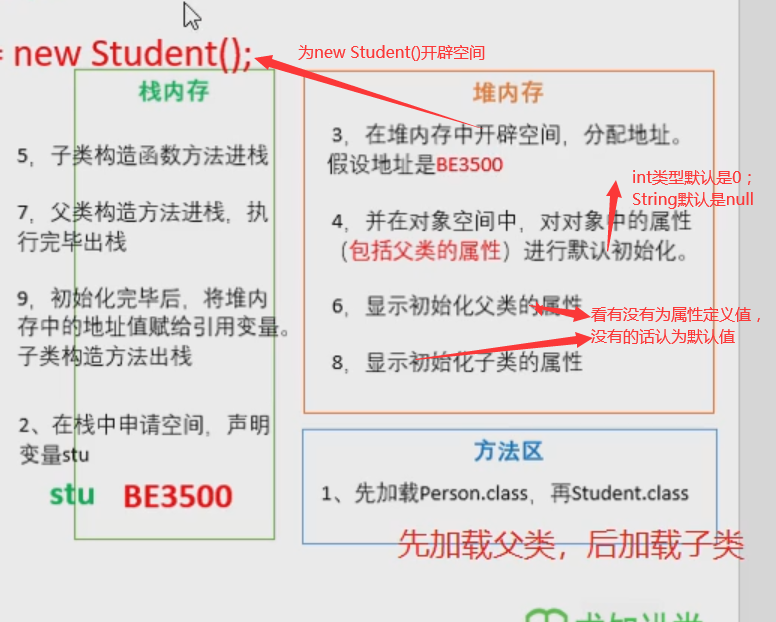 = new Student();
为new Student()开辟空间
栈内存
5，子类构造函数方法进栈
7，父类构造方法进栈，执
行完毕出栈
9，初始化完毕后，将堆内
存中的地址值赋给引用变量。
子类构造方法出栈
2、在栈中申请空间，声明
变量stu
stu BE3500
堆内存
3，在堆内存中开辟空间，分配地址。
假设地址是BE3500
int类型默认是0；
String默认是null
4，并在对象空间中，对对象中的属性
（包括父类的属性）进行默认初始化。
6，显示初始化父类的属性
看有没有为属性定义值，
没有的话认为默认值
8，显示初始化子类的属性
方法区
1、先加载Person.class，再Student.class
先加载父类，后加载子类